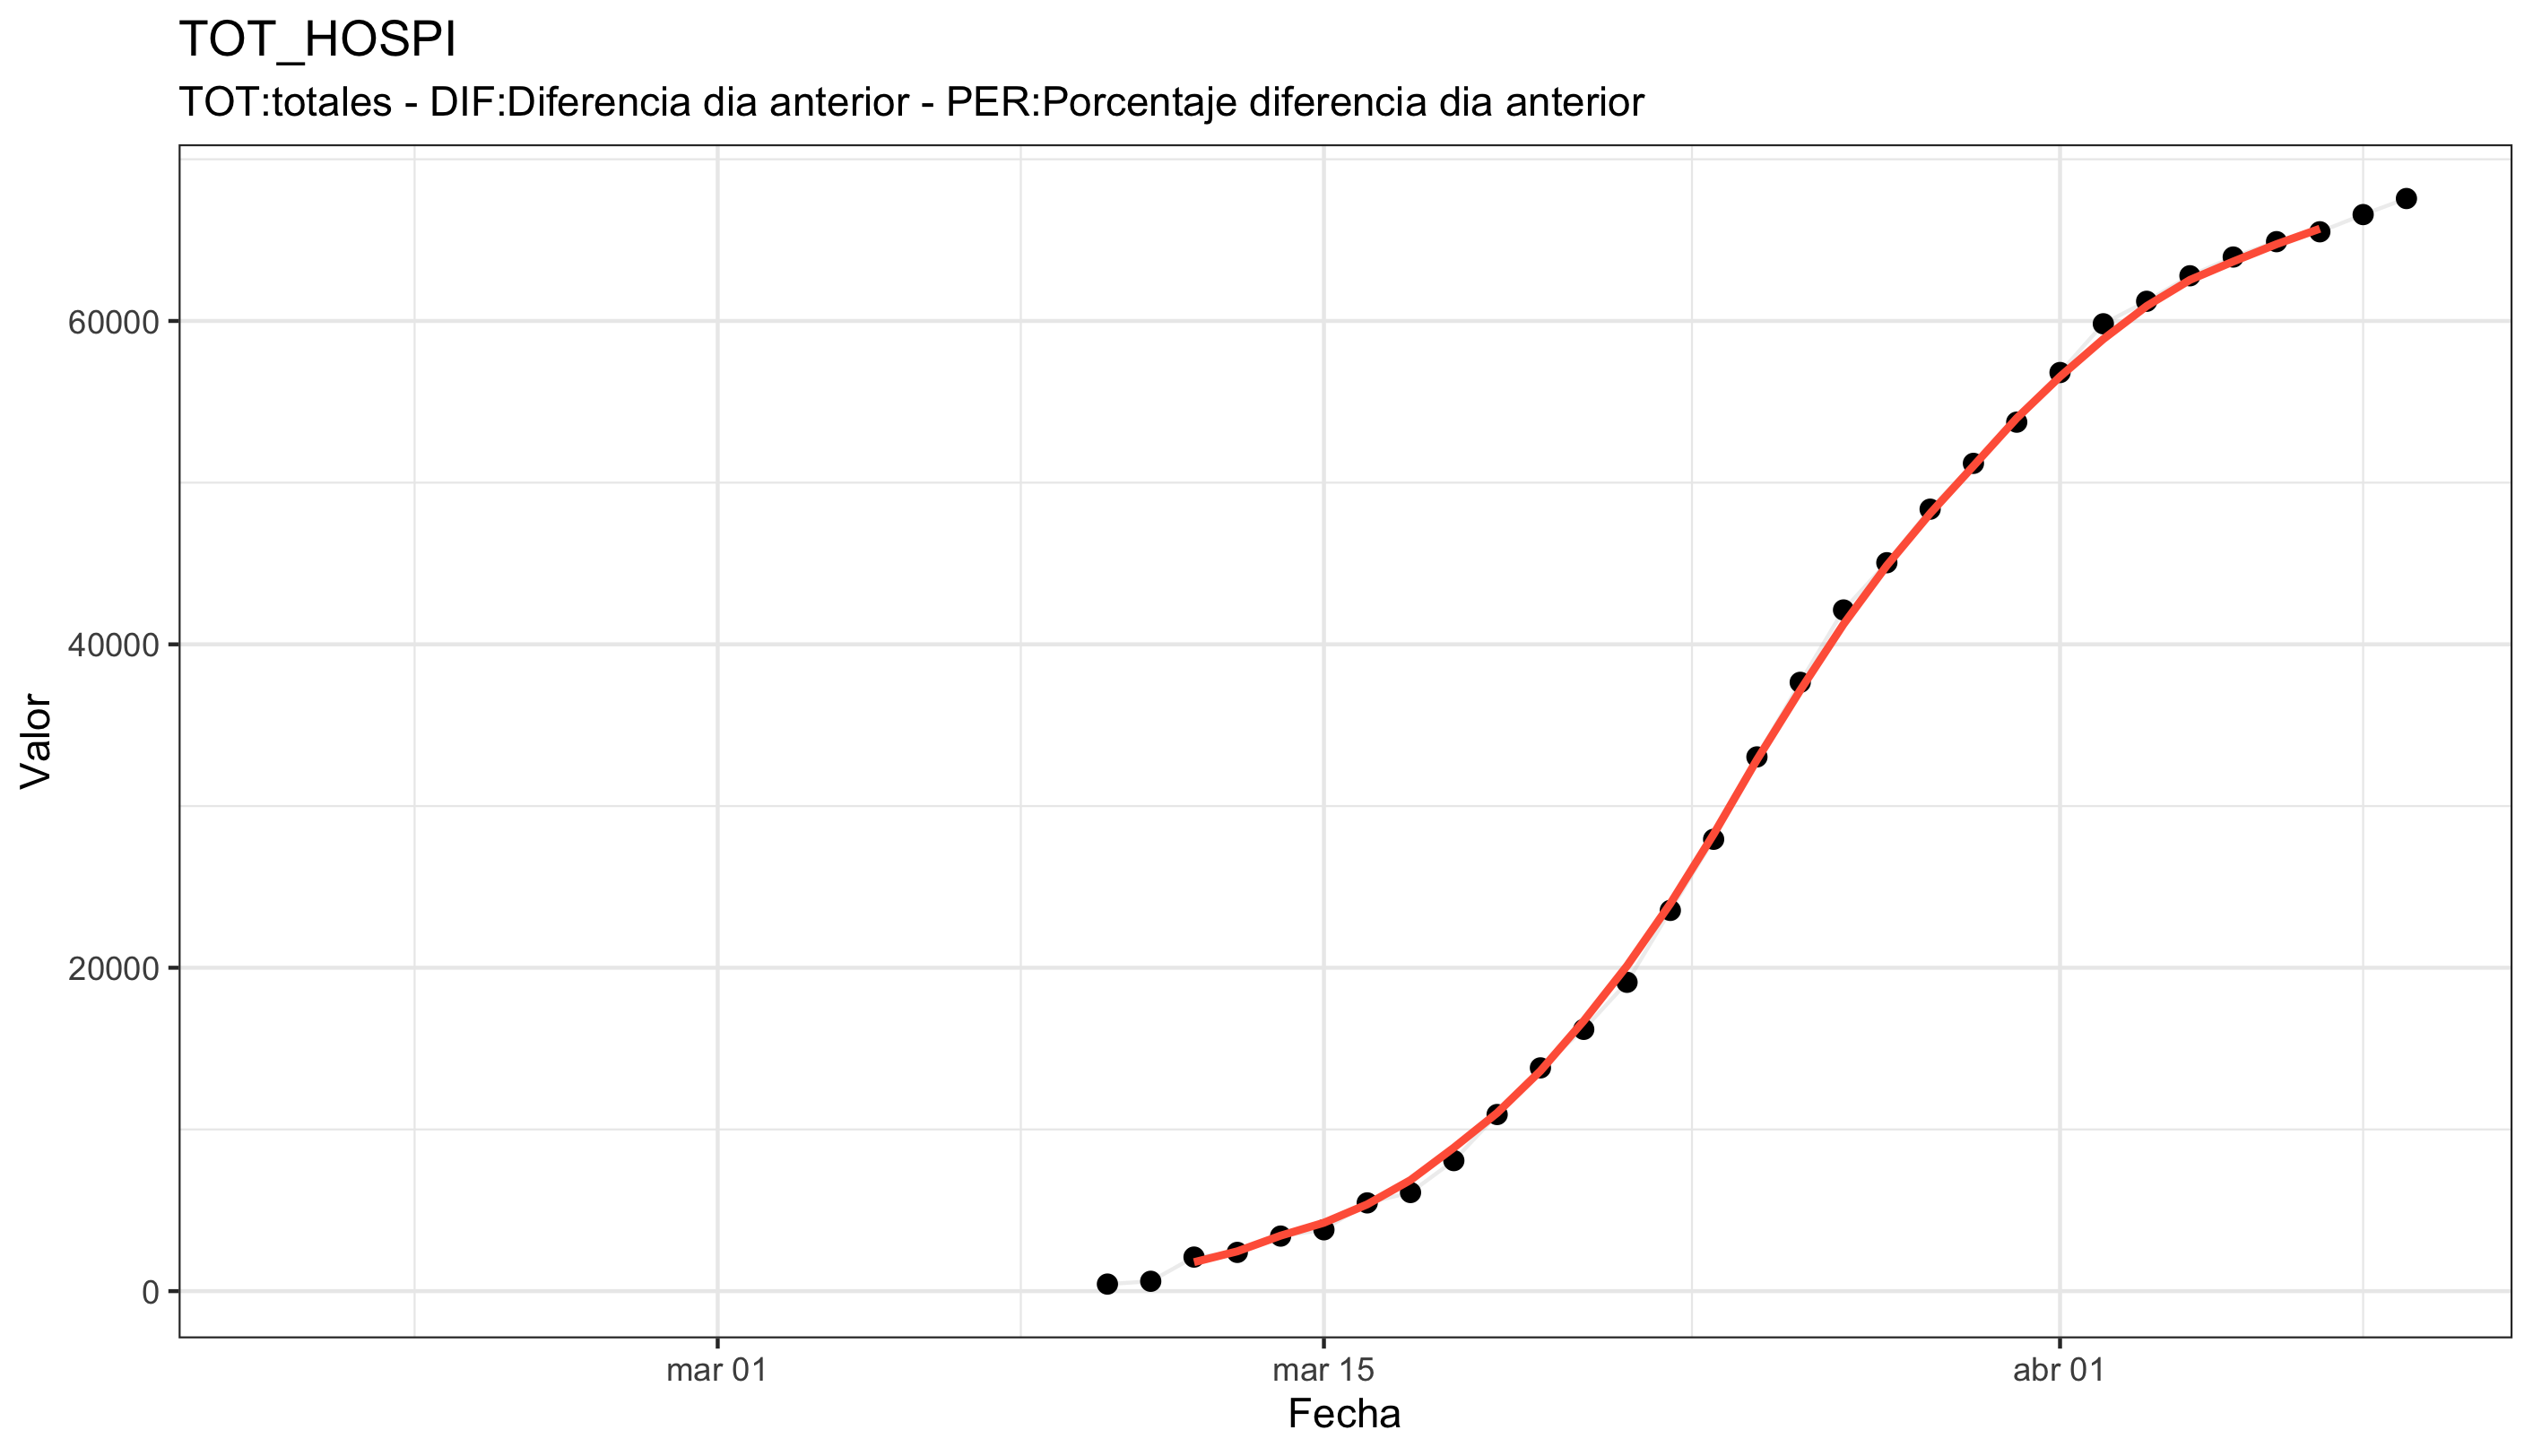 TOT_HOSPI
TOT:totales - DIF:Diferencia dia anterior - PER:Porcentaje diferencia dia anterior
60000
40000
20000
0
Valor
mar 01
mar 15
abr 01
Fecha